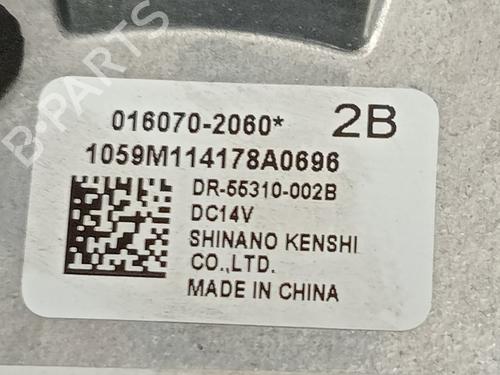 B-PARTS
016070-2060* 2B
1059M114178A0696
DR-55310-002B
DC14V
SHINANO KENSHI
CO.,LTD.
MADE IN CHINA